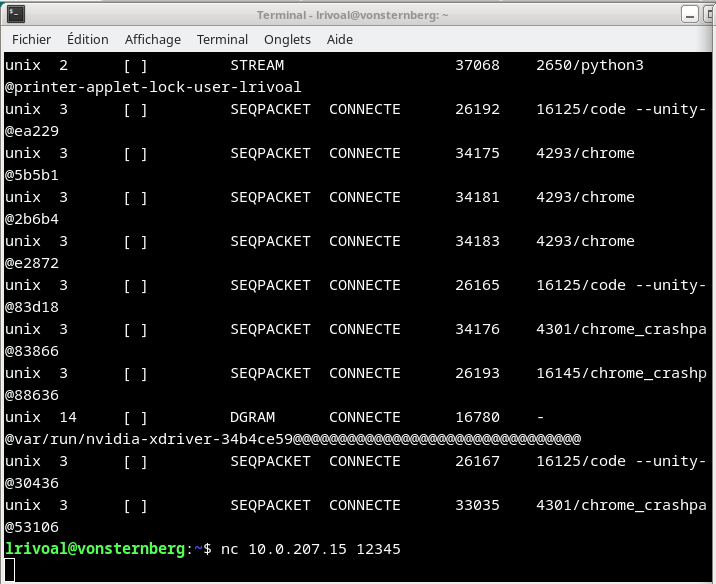 Terminal - lrivoal@vonsternberg: ~
Fichier Édition Affichage Terminal Onglets Aide
unix 2 [ ] STREAM 37068 2650/python3
@printer-applet-lock-user-lrivoal
unix 3 [ ] SEQPACKET CONNECTE 26192 16125/code --unity-
@ea229
unix 3 [ ] SEQPACKET CONNECTE 34175 4293/chrome
@5b5b1
unix 3 [ ] SEQPACKET CONNECTE 34181 4293/chrome
@2b6b4
unix 3 [ ] SEQPACKET CONNECTE 34183 4293/chrome
@e2872
unix 3 [ ] SEQPACKET CONNECTE 26165 16125/code --unity-
@83d18
unix 3 [ ] SEQPACKET CONNECTE 34176 4301/chrome_crashpa
@83866
unix 3 [ ] SEQPACKET CONNECTE 26193 16145/chrome_crashp
@88636
unix 14 [ ] DGRAM CONNECTE 16780 -
@var/run/nvidia-xdriver-34b4ce59@@@@@@@@@@@@@@@@@@@@@@@@@@@@@@@@
unix 3 [ ] SEQPACKET CONNECTE 26167 16125/code --unity-
@30436
unix 3 [ ] SEQPACKET CONNECTE 33035 4301/chrome_crashpa
@53106
lrivoal@vonsternberg:~$ nc 10.0.207.15 12345